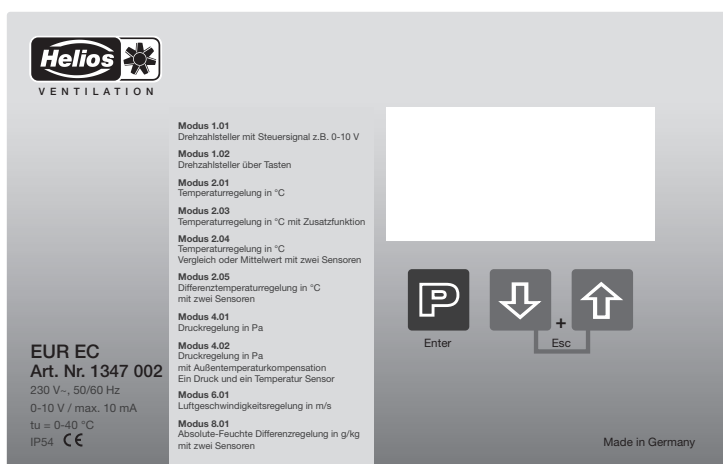 Helios
VENTILATION
Modus 1.01
Drehzahlsteller mit Steuersignal z.B. 0-10 V
Modus 1.02
Drehzahlsteller über Tasten
Modus 2.01
Temperaturregelung in °C
Modus 2.03
Temperaturregelung in °C mit Zusatzfunktion
Modus 2.04
Temperaturregelung in °C
Vergleich oder Mittelwert mit zwei Sensoren
Modus 2.05
Differenztemperaturregelung in °C
mit zwei Sensoren
Modus 4.01
Druckregelung in Pa
Modus 4.02
Druckregelung in Pa
mit Außentemperaturkompensation
Ein Druck und ein Temperatur Sensor
Modus 6.01
Luftgeschwindigkeitsregelung in m/s
Modus 8.01
Absolute-Feuchte Differenzregelung in g/kg
mit zwei Sensoren
EUR EC
Art. Nr. 1347 002
230 V~, 50/60 Hz
0-10 V / max. 10 mA
tu = 0-40 °C
IP54 CE
P
Enter
+
Esc
Made in Germany